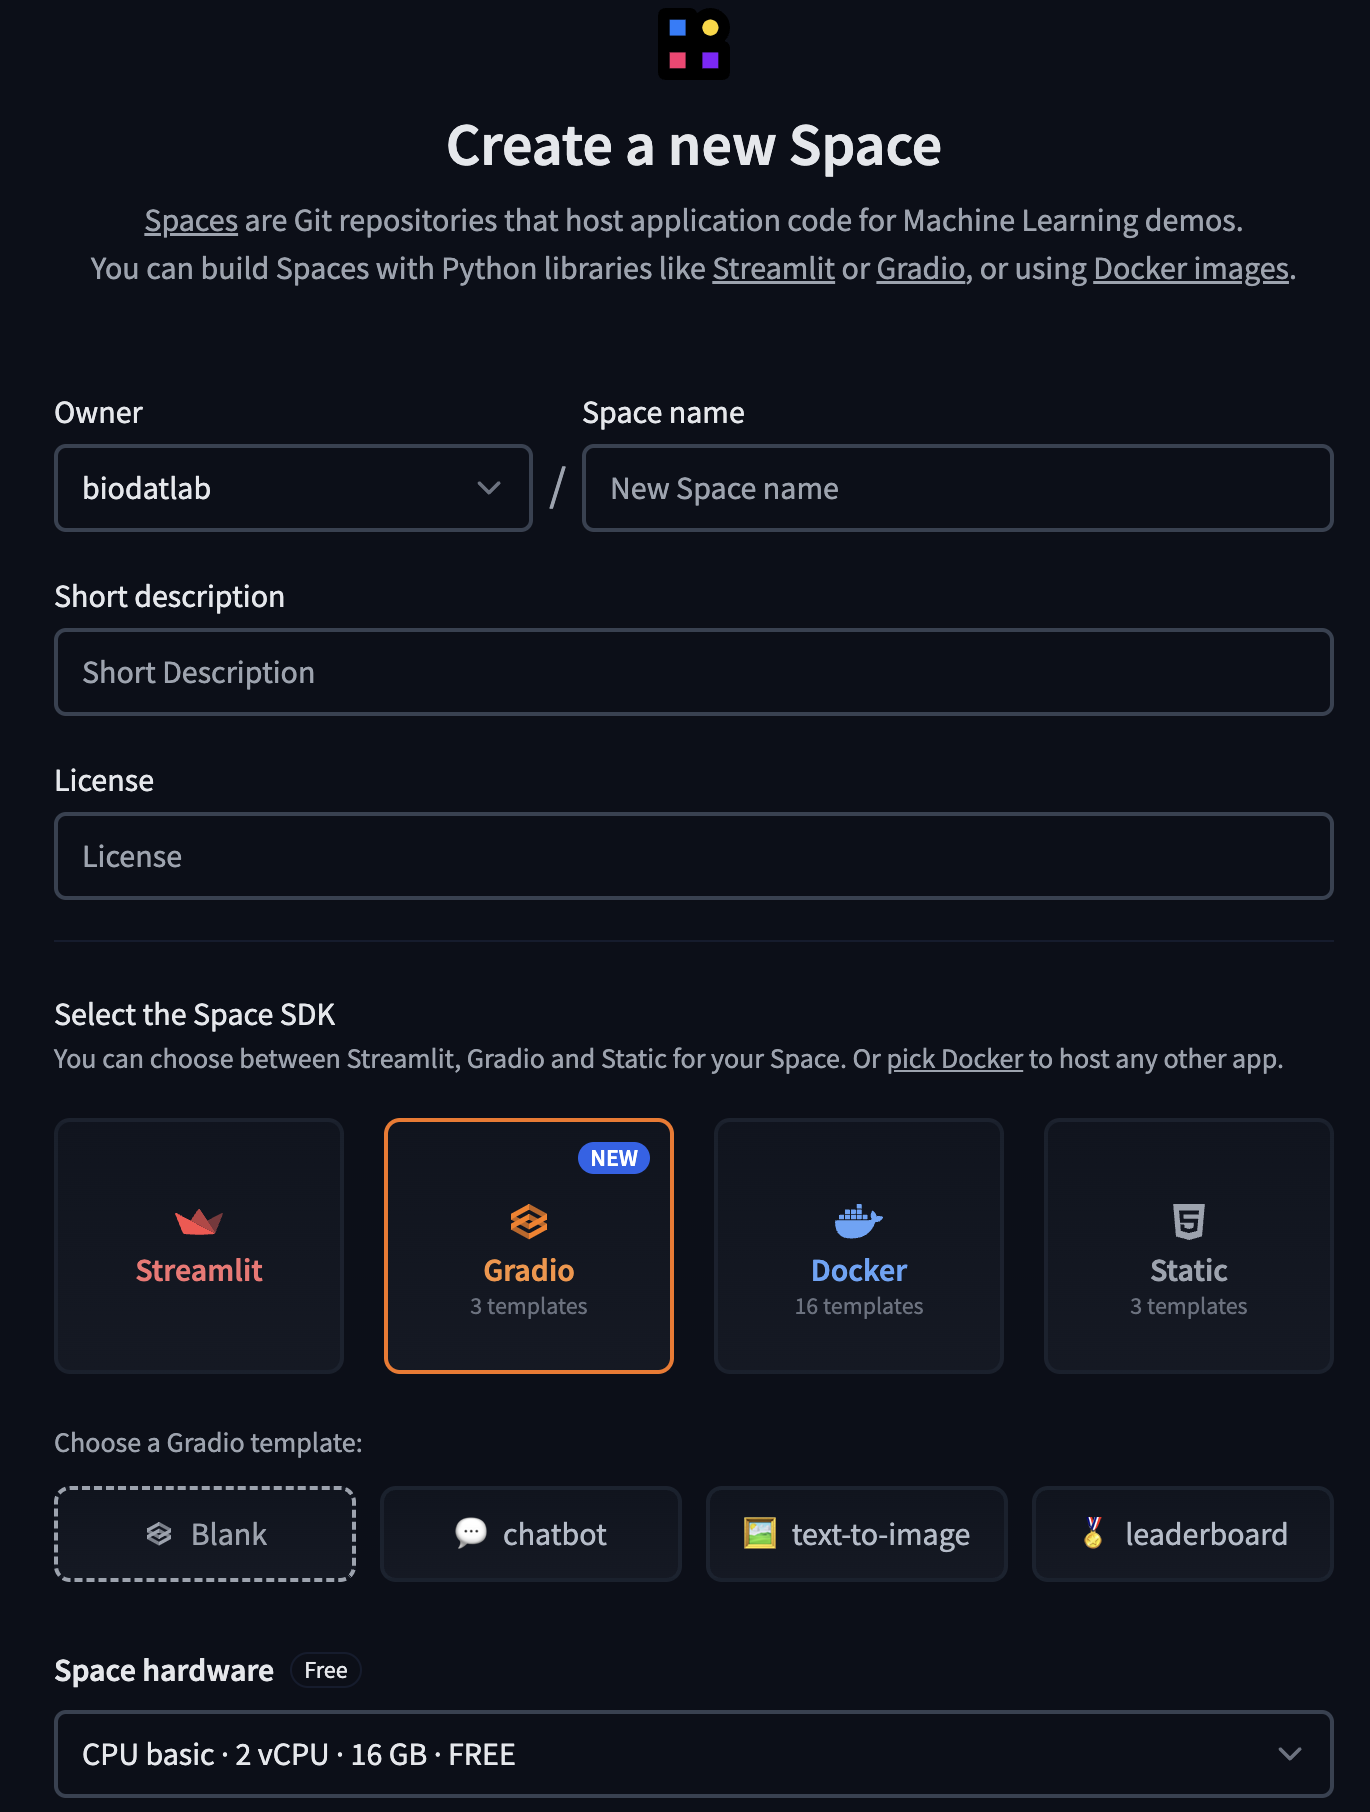 Create a new Space
Spaces are Git repositories that host application code for Machine Learning demos.
You can build Spaces with Python libraries like Streamlit or Gradio, or using Docker images.
Owner
Space name
biodatlab
/
New Space name
Short description
Short Description
License
License
Select the Space SDK
You can choose between Streamlit, Gradio and Static for your Space. Or pick Docker to host any other app.
Streamlit
NEW
Gradio
3 templates
Docker
16 templates
Static
3 templates
Choose a Gradio template:
Blank
chatbot
text-to-image
leaderboard
Space hardware
Free
CPU basic · 2 vCPU · 16 GB · FREE